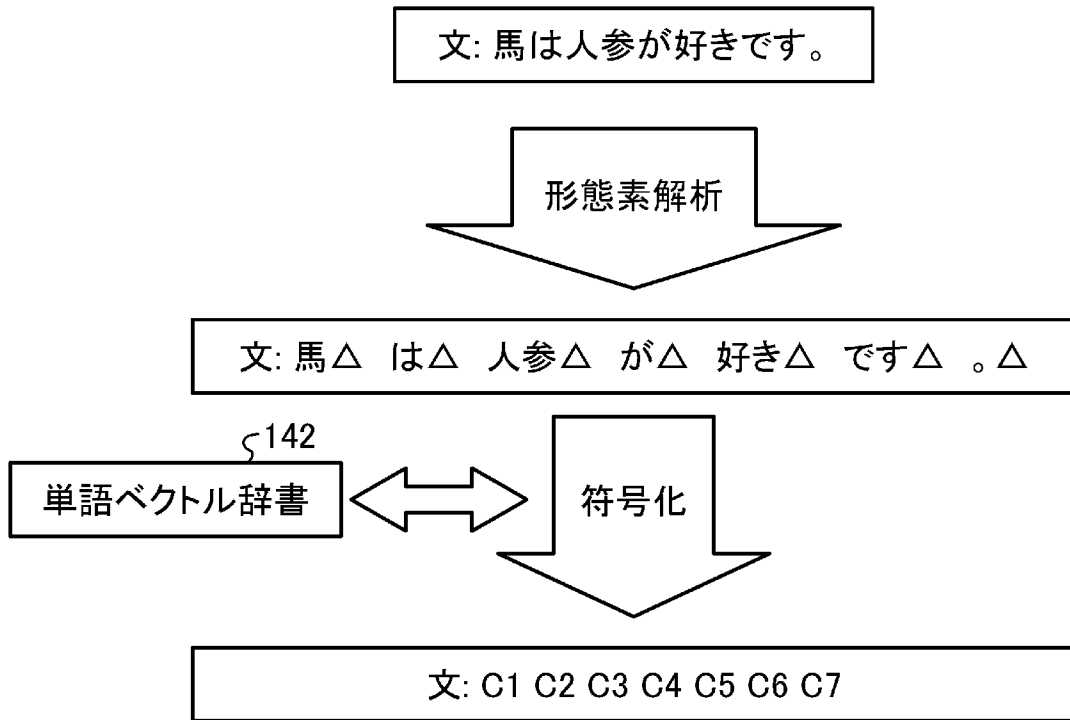 文: 馬は人参が好きです。
形態素解析
文: 馬△ は△ 人参△ が△ 好き△ です△ 。△
142
単語ベクトル辞書
符号化
文: C1 C2 C3 C4 C5 C6 C7